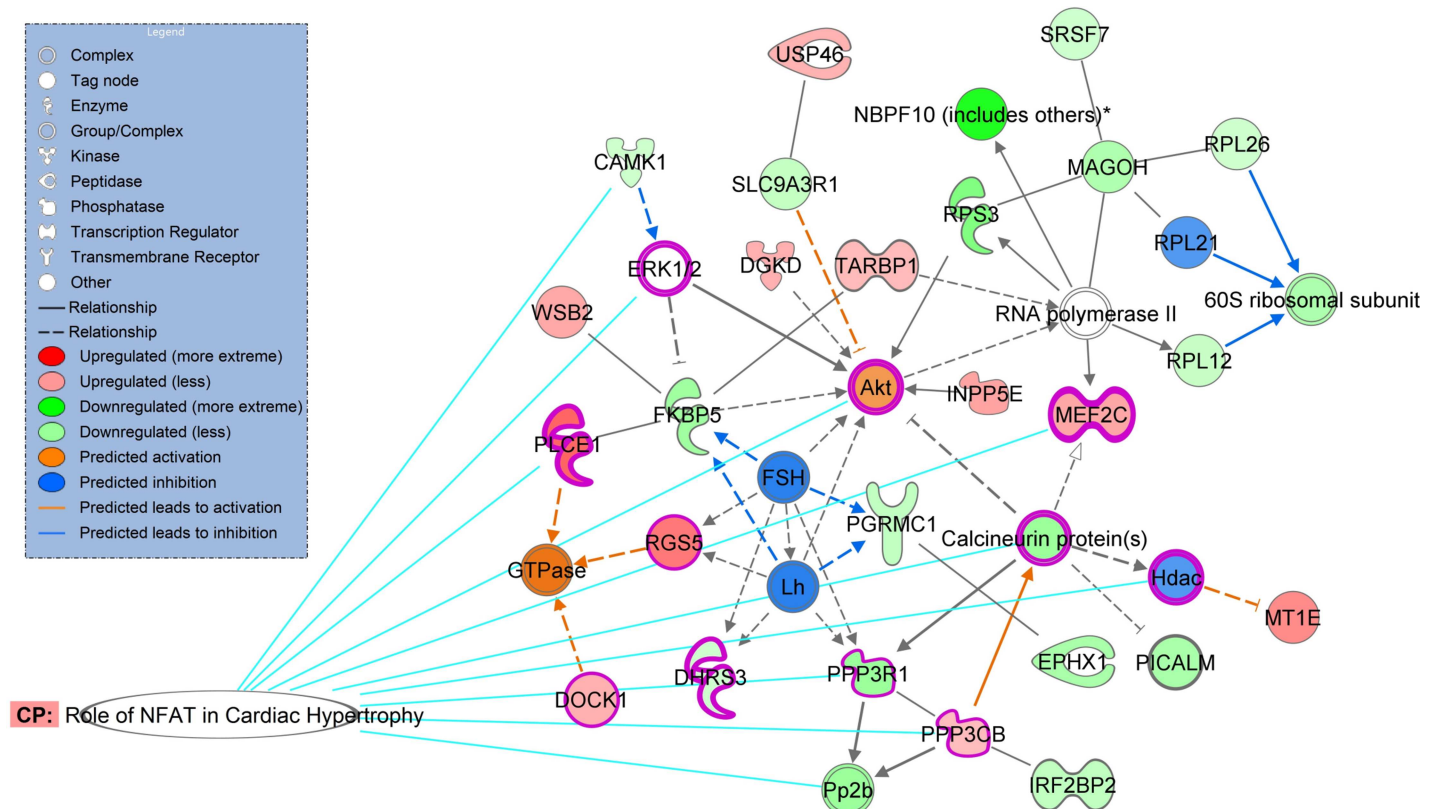 Legend
Complex
Tag node
Enzyme
Group/Complex
Kinase
Peptidase
Phosphatase
Transcription Regulator
Transmembrane Receptor
Other
Relationship
Relationship
Upregulated (more extreme)
Upregulated (less)
Downregulated (more extreme)
Downregulated (less)
Predicted activation
Predicted inhibition
Predicted leads to activation
Predicted leads to inhibition
SRSF7
USP46
NBPF10 (includes others)*
RPL26
CAMK1
MAGOH
SLC9A3R1
RPS3
RPL21
ERK1/2
DGKD
TARBP1
60S ribosomal subunit
WSB2
RNA polymerase II
RPL12
Akt
INPP5E
FKBP5
MEF2C
PLCE1
FSH
PGRMC1
Calcineurin protein(s)
RGS5
GTPase
Lh
Hdac
MT1E
EPHX1
PICALM
DHRS3
PPP3R1
DOCK1
CP: Role of NFAT in Cardiac Hypertrophy
PPP3CB
IRF2BP2
Pp2b